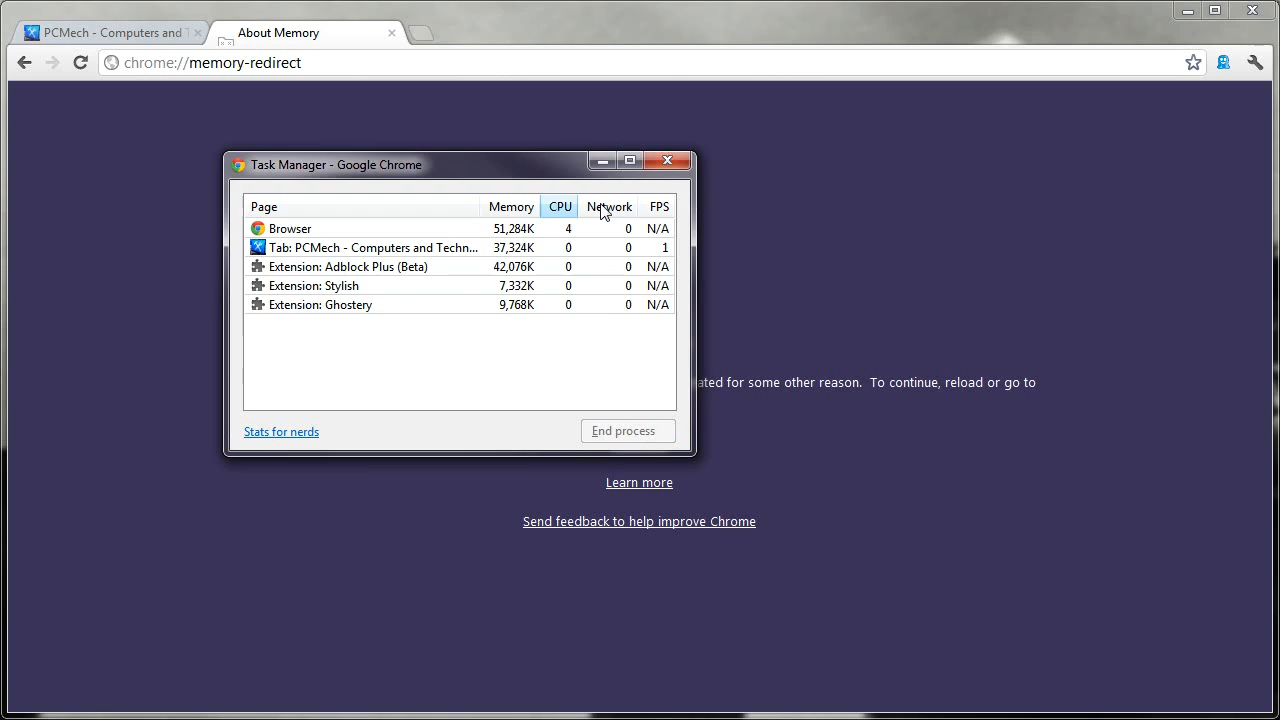 PCMech - Computers and T
About Memory
chrome://memory-redirect
Task Manager - Google Chrome
Page Memory CPU Network FPS
Browser 51,284K 4 0 N/A
Tab: PCMech - Computers and Techn... 37,324K 0 0 1
Extension: Adblock Plus (Beta) 42,076K 0 0 N/A
Extension: Stylish 7,332K 0 0 N/A
Extension: Ghostery 9,768K 0 0 N/A
ated for some other reason. To continue, reload or go to
Stats for nerds End process
Learn more
Send feedback to help improve Chrome